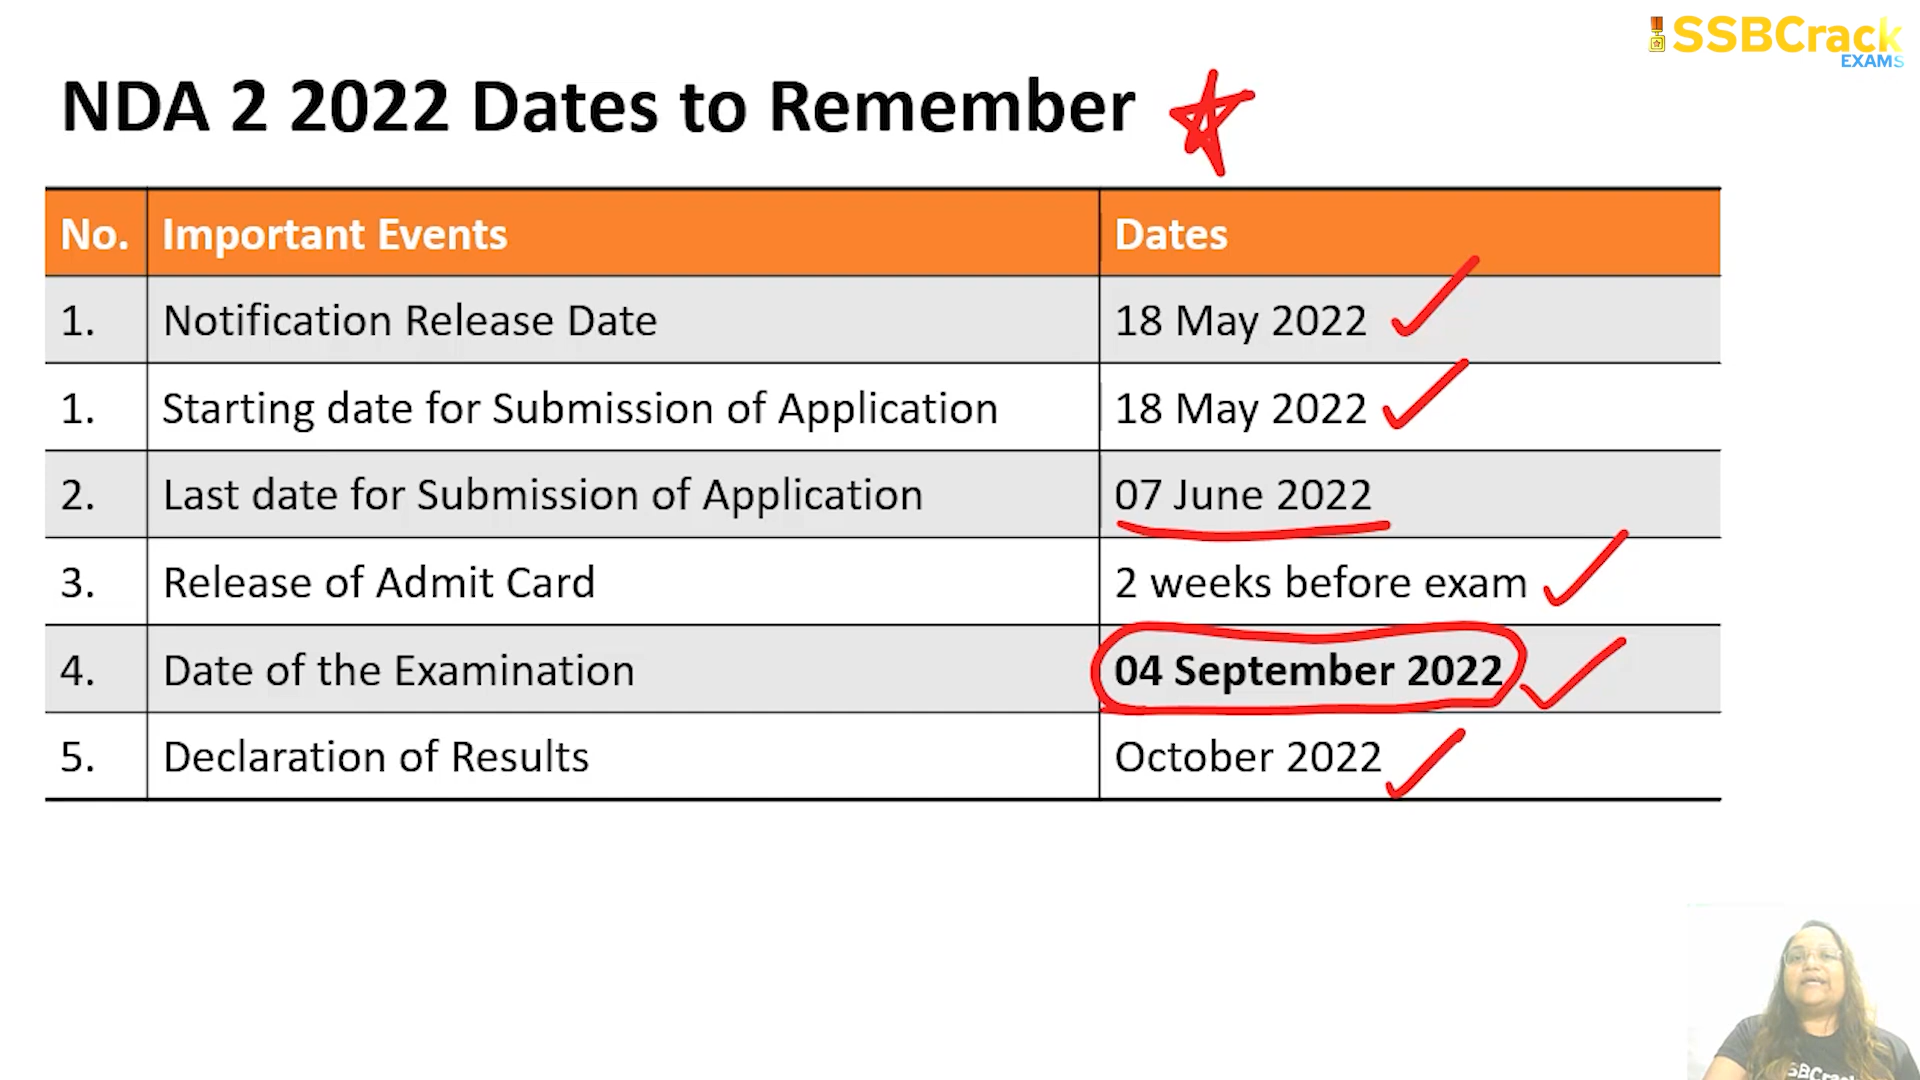 SSBCrack
EXAMS
NDA 2 2022 Dates to Remember
No. Important Events Dates
1. Notification Release Date 18 May 2022
1. Starting date for Submission of Application 18 May 2022
2. Last date for Submission of Application 07 June 2022
3. Release of Admit Card 2 weeks before exam
4. Date of the Examination 04 September 2022
5. Declaration of Results October 2022